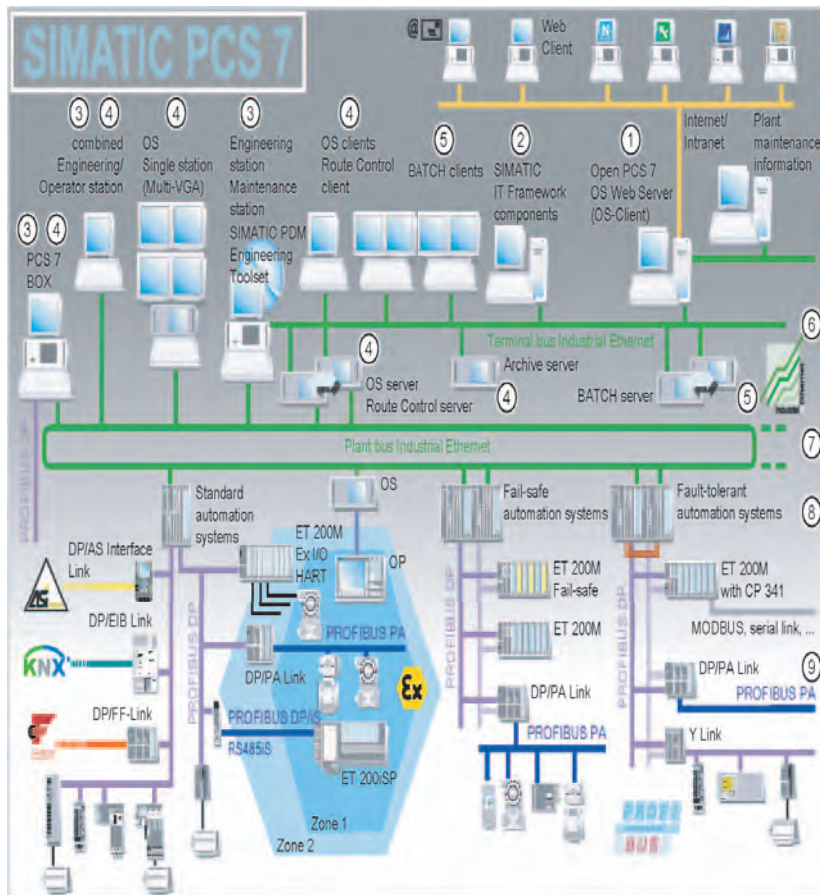 SIMATIC PCS 7
@
Web
Client
N
3 4
combined
Engineering/
Operator station
4
OS
Single station
(Multi-VGA)
3
Engineering
station
Maintenance
station
SIMATIC PDM
Engineering
Toolset
4
OS clients
Route Control
client
5
BATCH clients
2
SIMATIC
IT Framework
components
1
Open PCS 7
OS Web Server
(OS-Client)
Internet/
Intranet
Plant
maintenance
information
3 4
PCS 7
BOX
Terminal bus Industrial Ethernet
6
4
OS server
Route Control server
Archive server
4
BATCH server
5
Plant bus Industrial Ethernet
7
PROFIBUS DP
Standard
automation
systems
OS
Fail-safe
automation systems
Fault-tolerant
automation systems
8
ET 200M
Ex I/O
HART
OP
DP/AS Interface
Link
DP/EIB Link
KNX
DP/FF-Link
PROFIBUS DP
PROFIBUS PA
DP/PA Link
Ex
PROFIBUS DP/iS
RS485iS
ET 200iSP
Zone 1
Zone 2
PROFIBUS DP
ET 200M
Fail-safe
ET 200M
DP/PA Link
PROFIBUS PA
PROFIBUS DP
ET 200M
with CP 341
MODBUS, serial link, ...
9
DP/PA Link
PROFIBUS PA
Y Link
PROFI
BUS